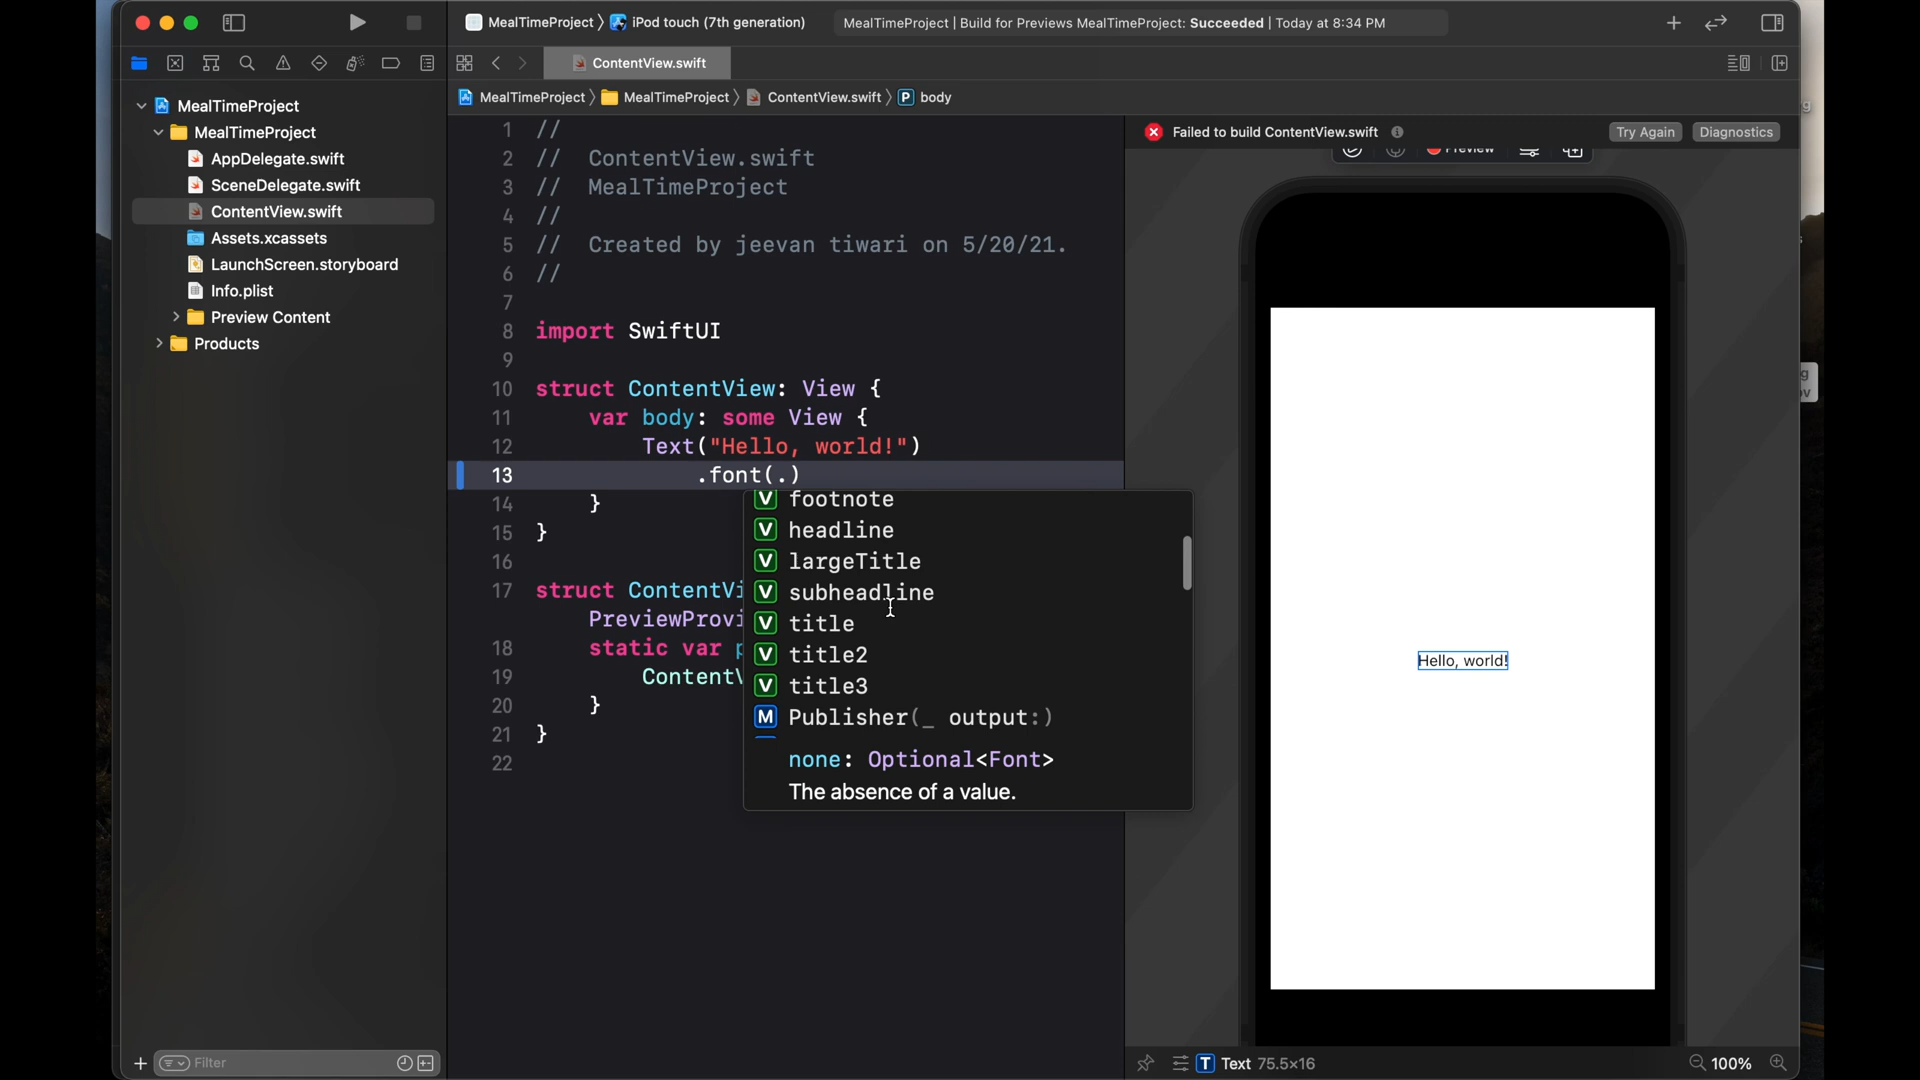 MealTimeProject
iPod touch (7th generation)
MealTimeProject | Build for Previews MealTimeProject: Succeeded | Today at 8:34 PM
ContentView.swift
MealTimeProject
MealTimeProject
ContentView.swift
body
MealTimeProject
MealTimeProject
AppDelegate.swift
SceneDelegate.swift
ContentView.swift
Assets.xcassets
LaunchScreen.storyboard
Info.plist
Preview Content
Products
Filter
1 //
2 // ContentView.swift
3 // MealTimeProject
4 //
5 // Created by jeevan tiwari on 5/20/21.
6 //
7
8 import SwiftUI
9
10 struct ContentView: View {
11 var body: some View {
12 Text("Hello, world!")
13 .font(.)
14 }
15 }
16
17 struct ContentVi
PreviewProvi
18 static var p
19 ContentV
20 }
21 }
22
V footnote
V headline
V largeTitle
V subheadline
V title
V title2
V title3
M Publisher(_ output:)
none: Optional<Font>
The absence of a value.
Failed to build ContentView.swift
Try Again
Diagnostics
Preview
Hello, world!
T Text 75.5×16
100%